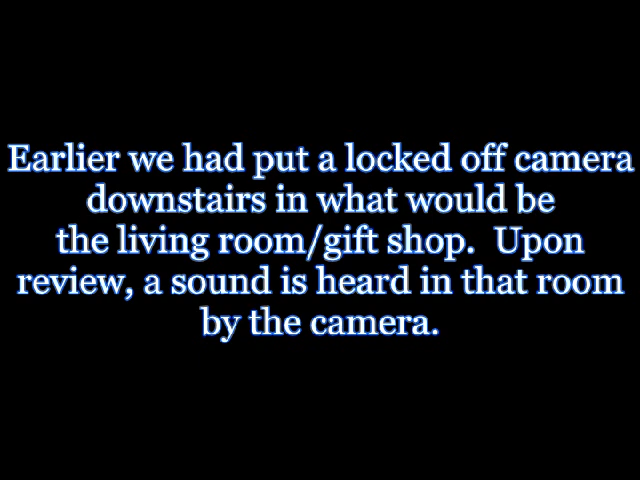 Earlier we had put a locked off camera
downstairs in what would be
the living room/gift shop.  Upon
review, a sound is heard in that room
by the camera.